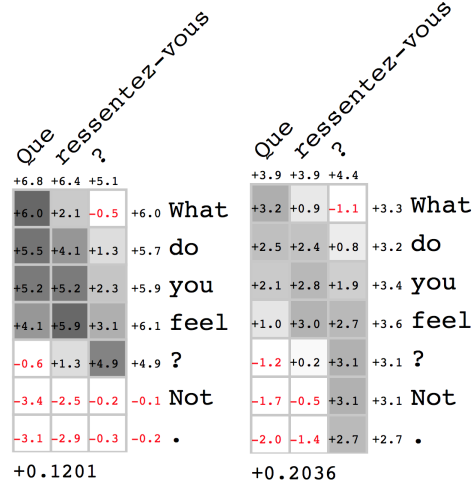 Que ressentez-vous ? Que ressentez-vous ?
+6.8 +6.4 +5.1 +3.9 +3.9 +4.4
+6.0 +2.1 -0.5 +6.0 What +3.2 +0.9 -1.1 +3.3 What
+5.5 +4.1 +1.3 +5.7 do +2.5 +2.4 +0.8 +3.2 do
+5.2 +5.2 +2.3 +5.9 you +2.1 +2.8 +1.9 +3.4 you
+4.1 +5.9 +3.1 +6.1 feel +1.0 +3.0 +2.7 +3.6 feel
-0.6 +1.3 +4.9 +4.9 ? -1.2 +0.2 +3.1 +3.1 ?
-3.4 -2.5 -0.2 -0.1 Not -1.7 -0.5 +3.1 +3.1 Not
-3.1 -2.9 -0.3 -0.2 . -2.0 -1.4 +2.7 +2.7 .
+0.1201 +0.2036